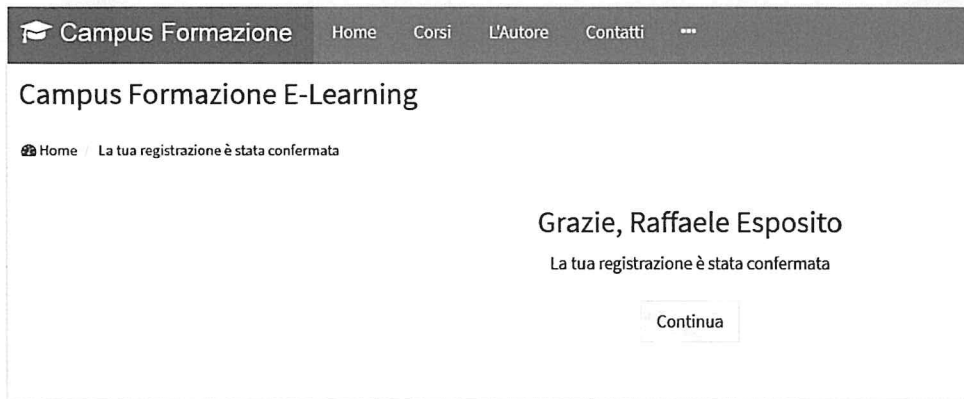 Campus Formazione Home Corsi L'Autore Contatti •••
Campus Formazione E-Learning
Home / La tua registrazione è stata confermata
Grazie, Raffaele Esposito
La tua registrazione è stata confermata
Continua